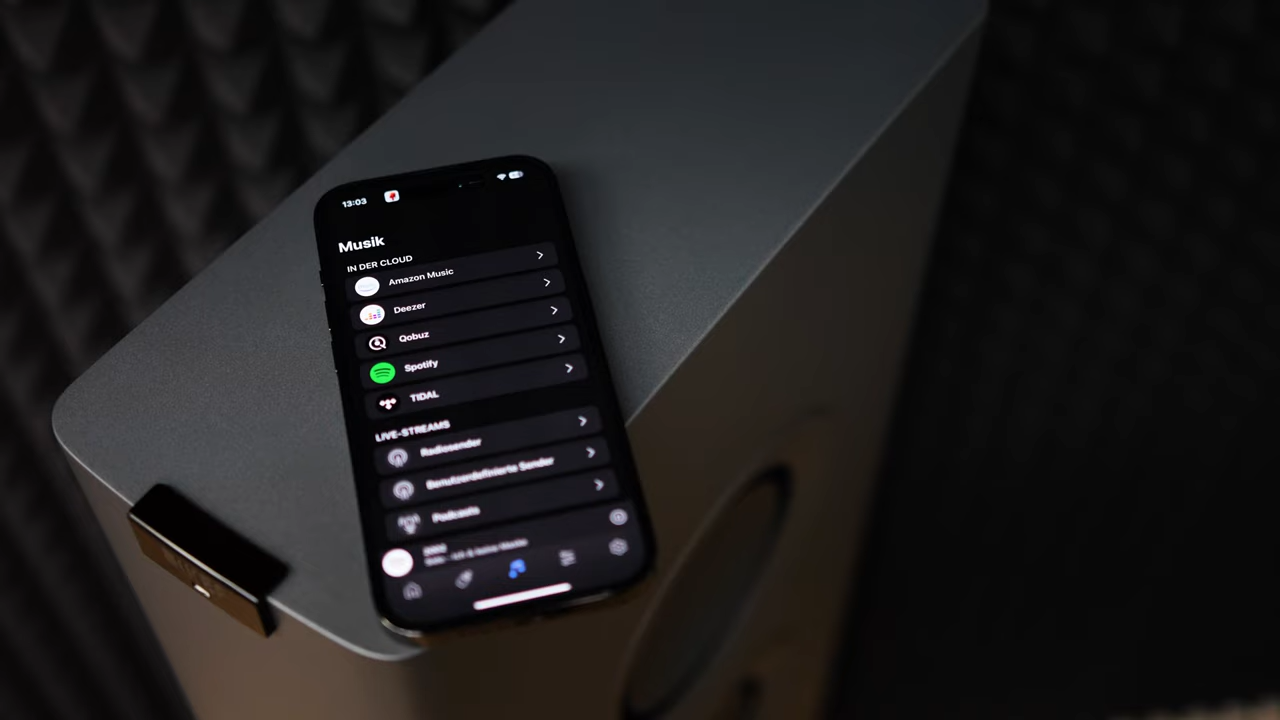 13:03
Musik
IN DER CLOUD
Amazon Music
Deezer
Qobuz
Spotify
TIDAL
LIVE-STREAMS
Radiosender
Benutzerdefinierte Sender
Podcasts